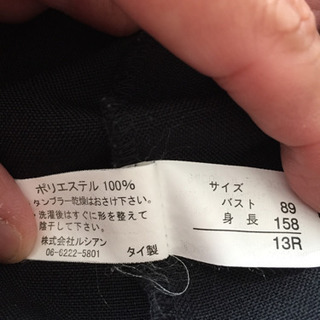 ポリエステル 100%
タンブラー乾燥はおさけ下さい。
・洗濯後はすぐに形を整えて
陰干して下さい。
株式会社ルシアン
06-6222-5801
タイ製
サイズ
バスト 89
身長 158
13R